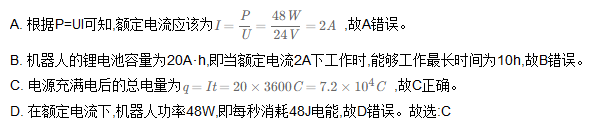 A. 根据P=UI可知,额定电流应该为I = P/U = 48 W/24 V = 2A ,故A错误。
B. 机器人的锂电池容量为20A·h,即当额定电流2A下工作时,能够工作最长时间为10h,故B错误。
C. 电源充满电后的总电量为q = It = 20 × 3600 C = 7.2 × 10⁴ C ,故C正确。
D. 在额定电流下,机器人功率48W,即每秒消耗48J电能,故D错误。故选:C